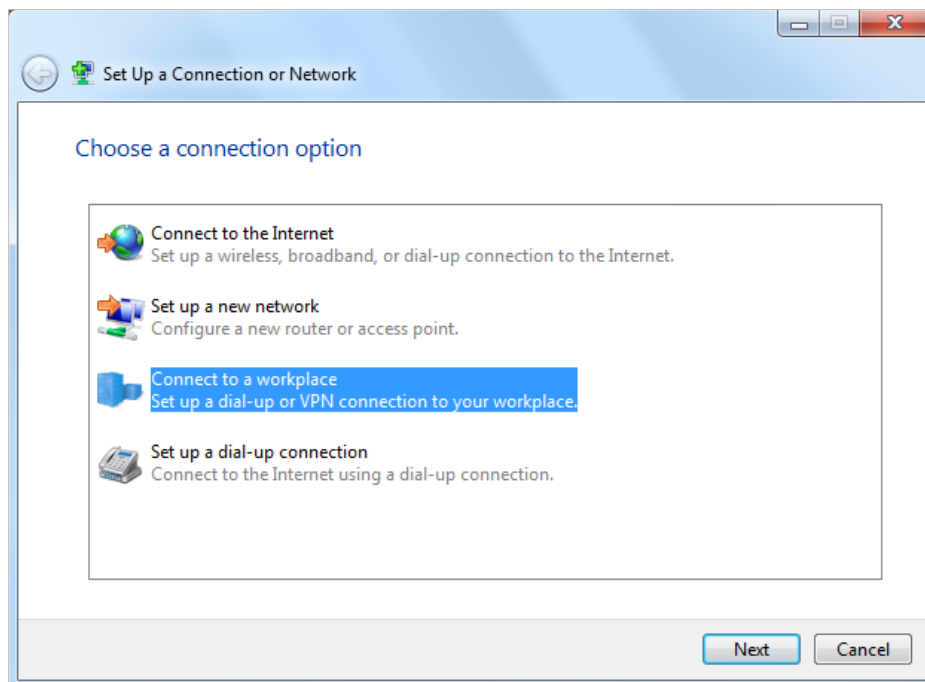 Set Up a Connection or Network
Choose a connection option
Connect to the Internet
Set up a wireless, broadband, or dial-up connection to the Internet.
Set up a new network
Configure a new router or access point.
Connect to a workplace
Set up a dial-up or VPN connection to your workplace.
Set up a dial-up connection
Connect to the Internet using a dial-up connection.
Next
Cancel